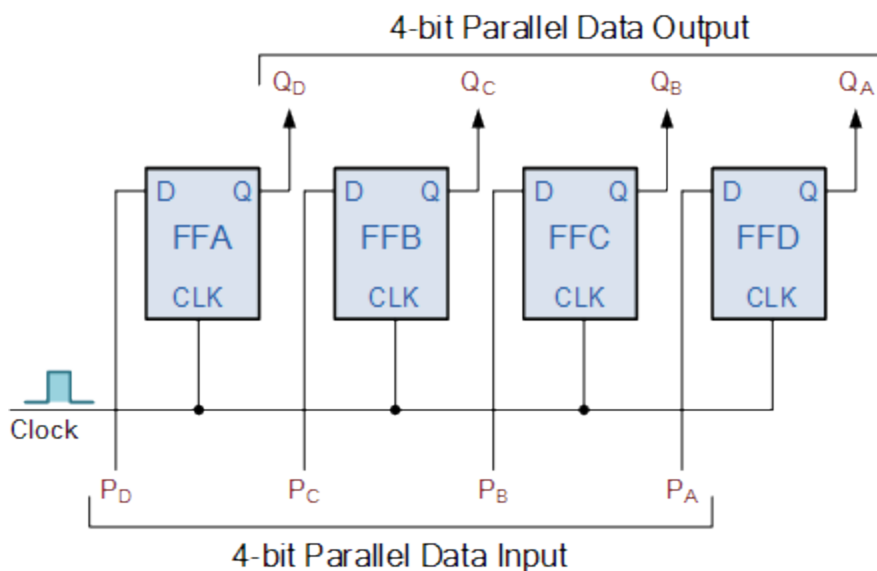 4-bit Parallel Data Output
QD QC QB QA
D Q D Q D Q D Q
FFA FFB FFC FFD
CLK CLK CLK CLK
Clock
PD PC PB PA
4-bit Parallel Data Input